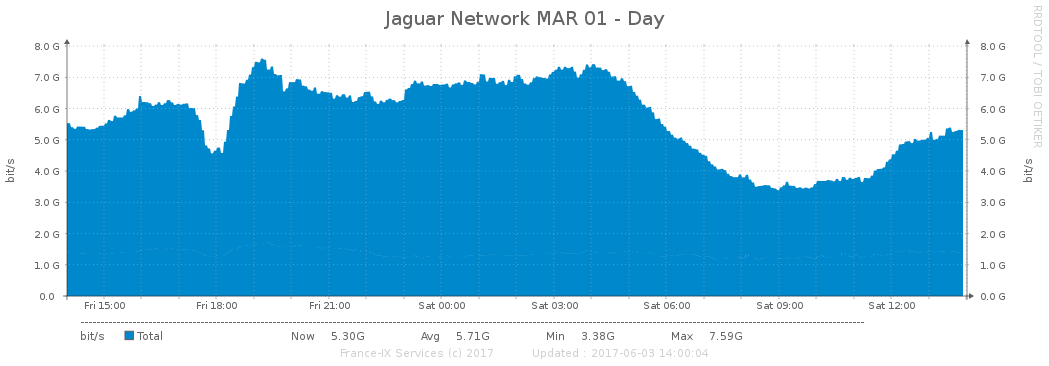 Jaguar Network MAR 01 - Day
RRDTOOL / TOBI OETIKER
8.0 G 8.0 G
7.0 G 7.0 G
6.0 G 6.0 G
5.0 G 5.0 G
4.0 G 4.0 G
3.0 G 3.0 G
2.0 G 2.0 G
1.0 G 1.0 G
0.0 0.0 G
bit/s bit/s
Fri 15:00 Fri 18:00 Fri 21:00 Sat 00:00 Sat 03:00 Sat 06:00 Sat 09:00 Sat 12:00
bit/s Total Now 5.30G Avg 5.71G Min 3.38G Max 7.59G
France-IX Services (c) 2017 Updated : 2017-06-03 14:00:04